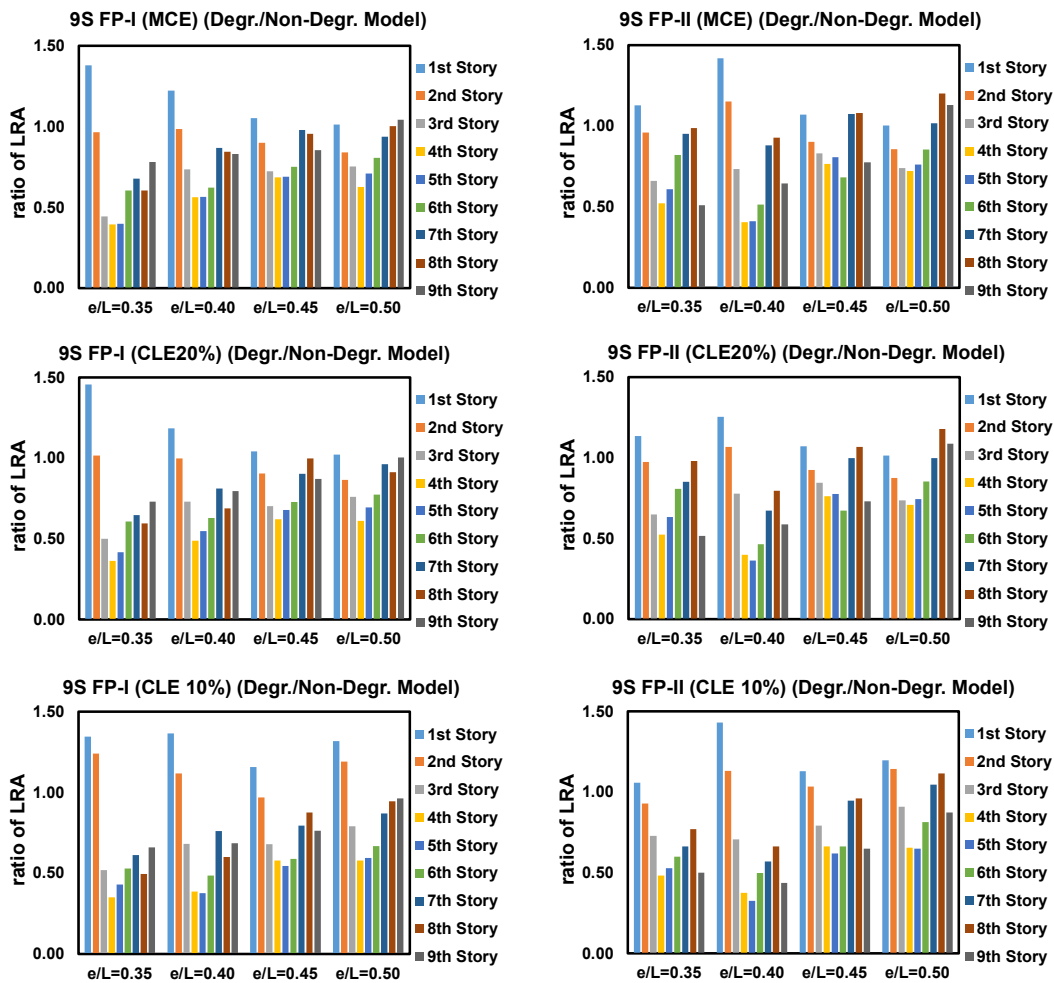 9S FP-I (MCE) (Degr./Non-Degr. Model)
ratio of LRA
1.50
1.00
0.50
0.00
e/L=0.35 e/L=0.40 e/L=0.45 e/L=0.50
1st Story
2nd Story
3rd Story
4th Story
5th Story
6th Story
7th Story
8th Story
9th Story
9S FP-II (MCE) (Degr./Non-Degr. Model)
ratio of LRA
1.50
1.00
0.50
0.00
e/L=0.35 e/L=0.40 e/L=0.45 e/L=0.50
1st Story
2nd Story
3rd Story
4th Story
5th Story
6th Story
7th Story
8th Story
9th Story
9S FP-I (CLE20%) (Degr./Non-Degr. Model)
ratio of LRA
1.50
1.00
0.50
0.00
e/L=0.35 e/L=0.40 e/L=0.45 e/L=0.50
1st Story
2nd Story
3rd Story
4th Story
5th Story
6th Story
7th Story
8th Story
9th Story
9S FP-II (CLE20%) (Degr./Non-Degr. Model)
ratio of LRA
1.50
1.00
0.50
0.00
e/L=0.35 e/L=0.40 e/L=0.45 e/L=0.50
1st Story
2nd Story
3rd Story
4th Story
5th Story
6th Story
7th Story
8th Story
9th Story
9S FP-I (CLE 10%) (Degr./Non-Degr. Model)
ratio of LRA
1.50
1.00
0.50
0.00
e/L=0.35 e/L=0.40 e/L=0.45 e/L=0.50
1st Story
2nd Story
3rd Story
4th Story
5th Story
6th Story
7th Story
8th Story
9th Story
9S FP-II (CLE 10%) (Degr./Non-Degr. Model)
ratio of LRA
1.50
1.00
0.50
0.00
e/L=0.35 e/L=0.40 e/L=0.45 e/L=0.50
1st Story
2nd Story
3rd Story
4th Story
5th Story
6th Story
7th Story
8th Story
9th Story